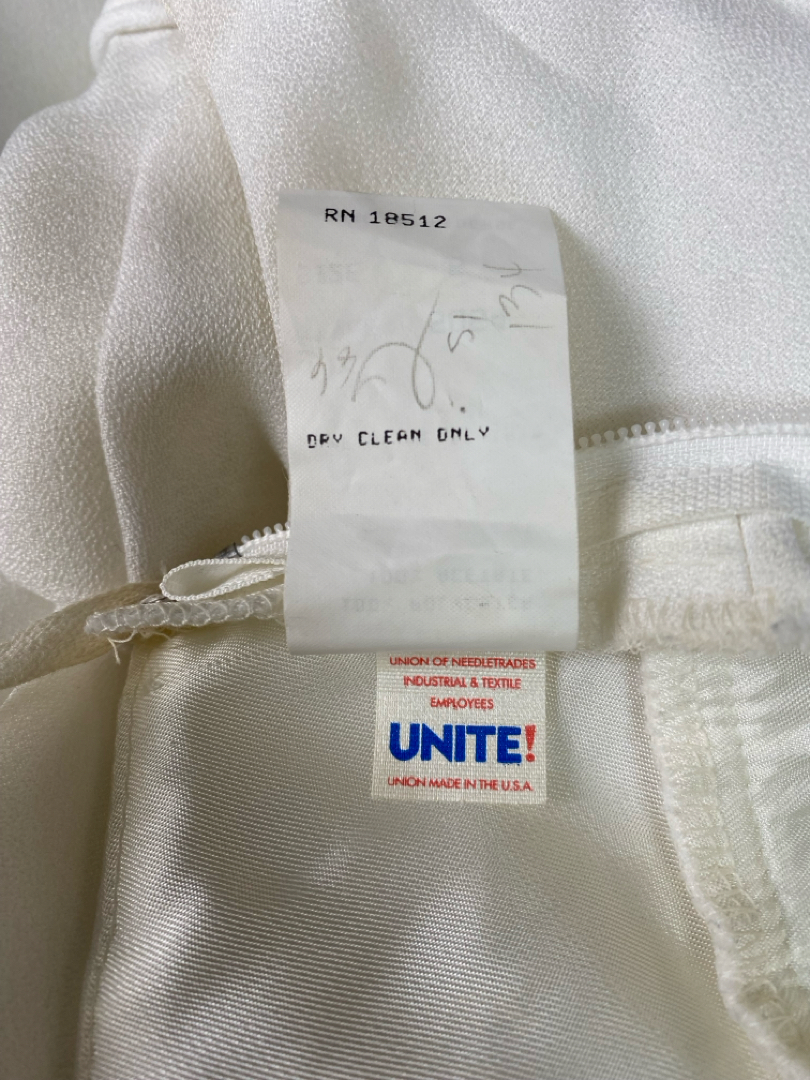 RN 18512
DRY CLEAN ONLY
UNION OF NEEDLETRADES
INDUSTRIAL & TEXTILE
EMPLOYEES
UNITE!
UNION MADE IN THE U.S.A.